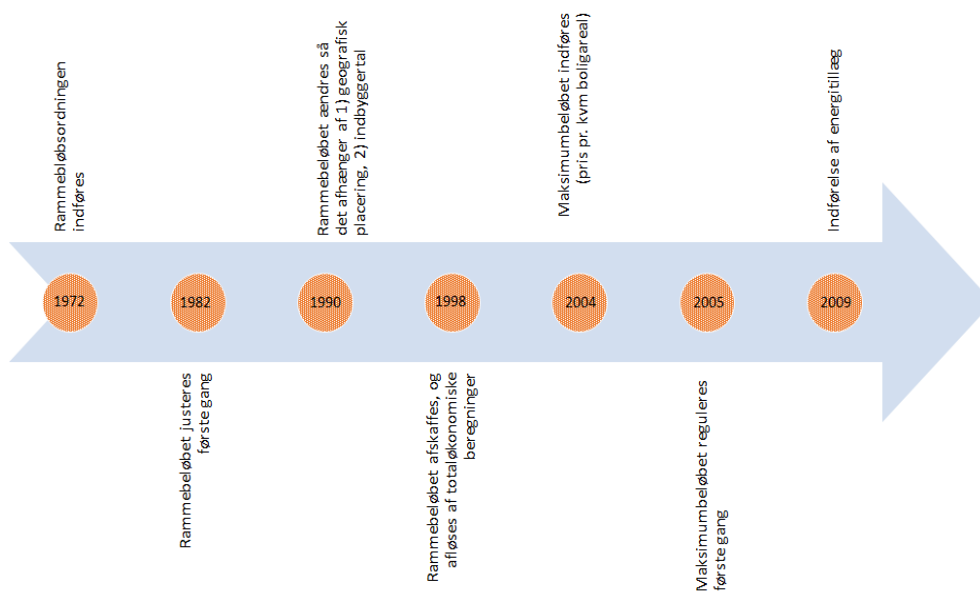 Rammebløbsordningen
indføres
1972
1982
Rammebeløbet justeres
første gang
Rammebeløbet ændres så
det afhænger af 1) geografisk
placering, 2) indbyggertal
1990
1998
Rammebeløbet afskaffes, og
afløses af totaløkonomiske
beregninger
Maksimumbeløbet indføres
(pris pr. kvm boligareal)
2004
2005
Maksimumbeløbet reguleres
første gang
Indførelse af energitillæg
2009